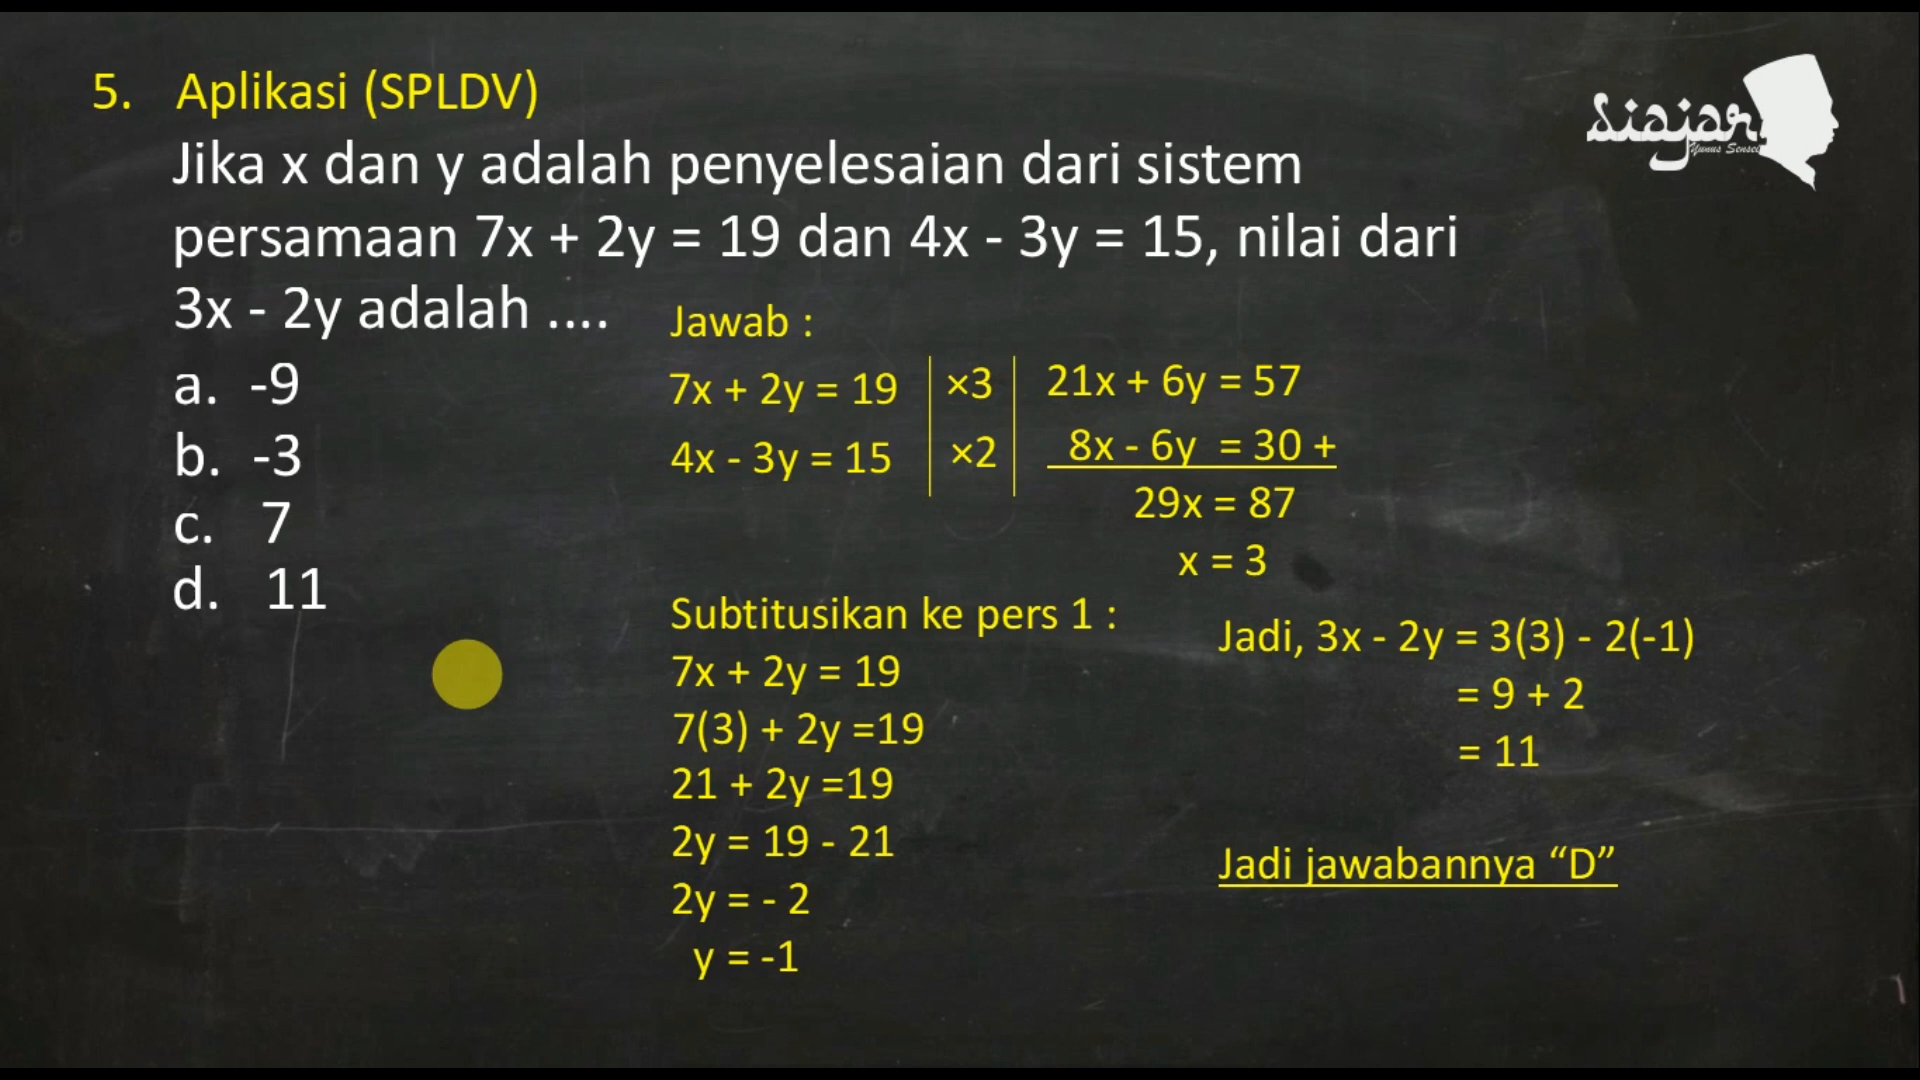 5. Aplikasi (SPLDV)
Jika x dan y adalah penyelesaian dari sistem
persamaan 7x + 2y = 19 dan 4x - 3y = 15, nilai dari
3x - 2y adalah ....
a. -9
b. -3
c. 7
d. 11
Jawab :
7x + 2y = 19 ×3 21x + 6y = 57
4x - 3y = 15 ×2 8x - 6y = 30 +
29x = 87
x = 3
Subtitusikan ke pers 1 :
7x + 2y = 19
7(3) + 2y =19
21 + 2y =19
2y = 19 - 21
2y = - 2
y = -1
Jadi, 3x - 2y = 3(3) - 2(-1)
= 9 + 2
= 11
Jadi jawabannya “D”
Siajar
Yunus Sensei